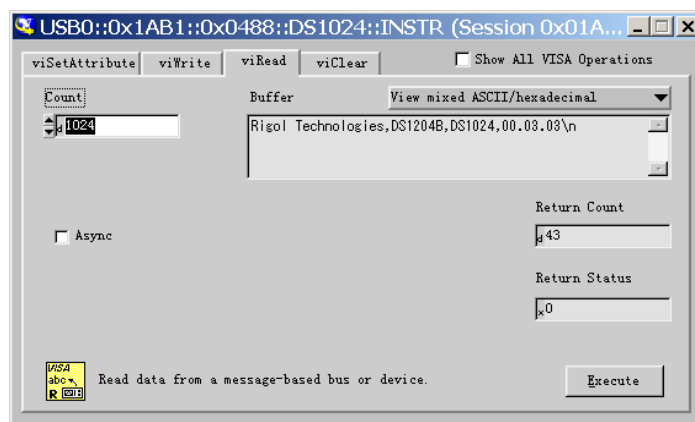 USB0::0x1AB1::0x0488::DS1024::INSTR (Session 0x01A...
viSetAttribute viWrite viRead viClear Show All VISA Operations
Count Buffer View mixed ASCII/hexadecimal
d 1024 Rigol Technologies,DS1204B,DS1024,00.03.03\n
Return Count
Async d 43
Return Status
x 0
VISA
abc
R
Read data from a message-based bus or device. Execute